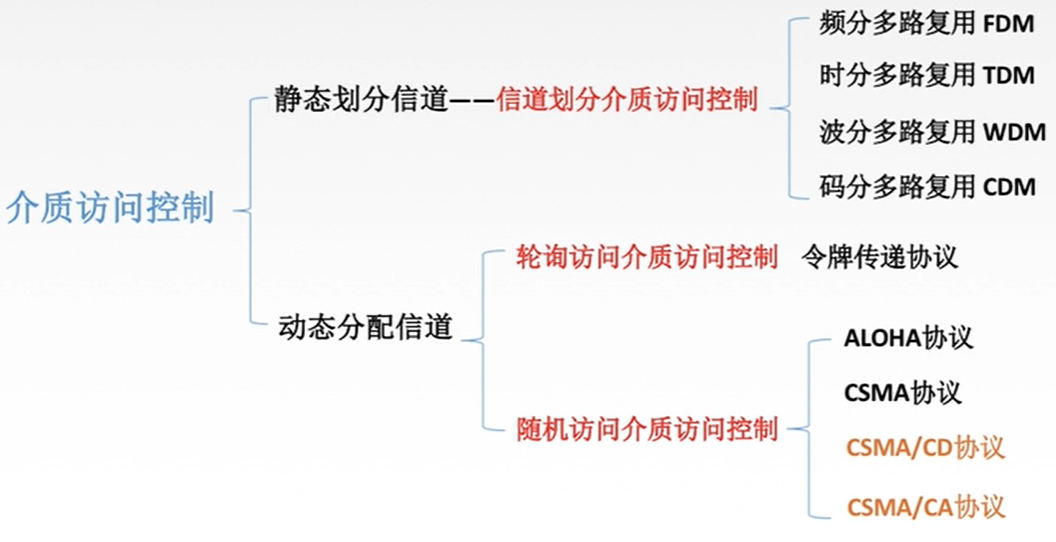 介质访问控制
静态划分信道——信道划分介质访问控制
频分多路复用 FDM
时分多路复用 TDM
波分多路复用 WDM
码分多路复用 CDM
动态分配信道
轮询访问介质访问控制 令牌传递协议
随机访问介质访问控制
ALOHA协议
CSMA协议
CSMA/CD协议
CSMA/CA协议